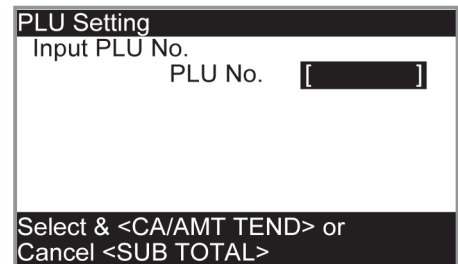 PLU Setting
Input PLU No.
PLU No. [ ]
Select & <CA/AMT TEND> or
Cancel <SUB TOTAL>